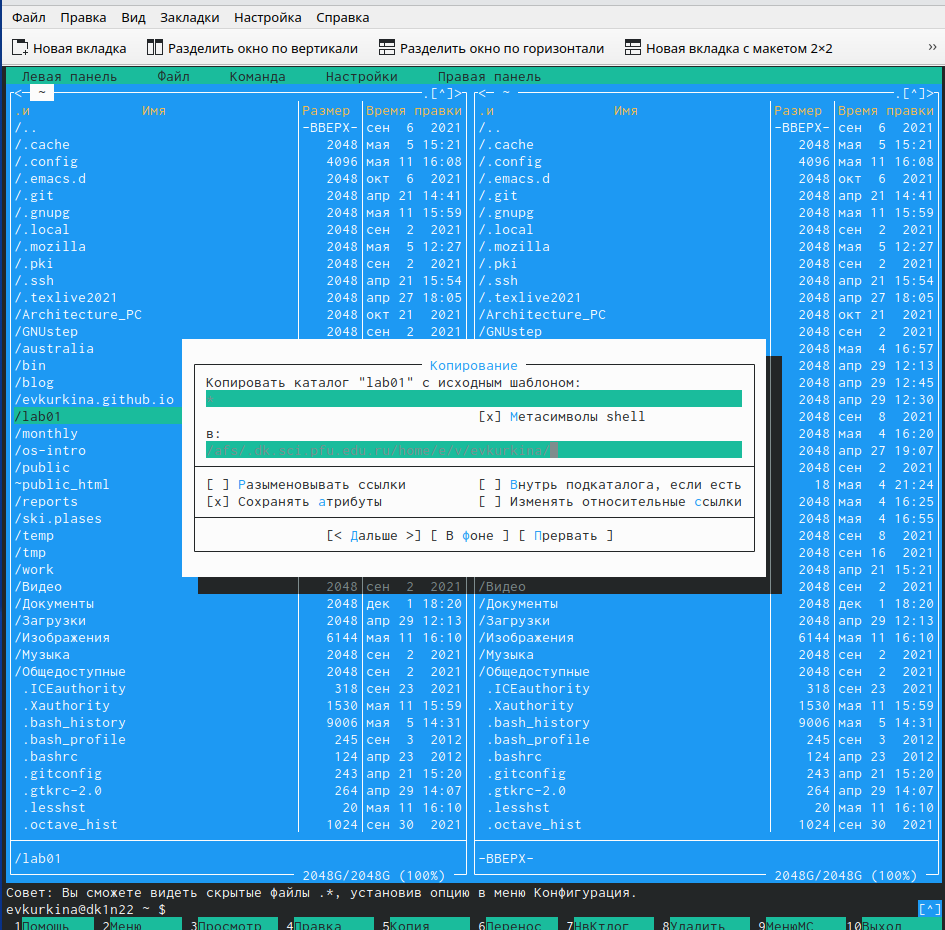 Файл Правка Вид Закладки Настройка Справка
Новая вкладка Разделить окно по вертикали Разделить окно по горизонтали Новая вкладка с макетом 2×2 »
Левая панель Файл Команда Настройки Правая панель
<─ ~ .[^]> <─ ~ .[^]>
.и Имя Размер Время правки .и Имя Размер Время правки
/.. -ВВЕРХ- сен 6 2021 /.. -ВВЕРХ- сен 6 2021
/.cache 2048 мая 5 15:21 /.cache 2048 мая 5 15:21
/.config 4096 мая 11 16:08 /.config 4096 мая 11 16:08
/.emacs.d 2048 окт 6 2021 /.emacs.d 2048 окт 6 2021
/.git 2048 апр 21 14:41 /.git 2048 апр 21 14:41
/.gnupg 2048 мая 11 15:59 /.gnupg 2048 мая 11 15:59
/.local 2048 сен 2 2021 /.local 2048 сен 2 2021
/.mozilla 2048 мая 5 12:27 /.mozilla 2048 мая 5 12:27
/.pki 2048 сен 2 2021 /.pki 2048 сен 2 2021
/.ssh 2048 апр 21 15:54 /.ssh 2048 апр 21 15:54
/.texlive2021 2048 апр 27 18:05 /.texlive2021 2048 апр 27 18:05
/Architecture_PC 2048 окт 21 2021 /Architecture_PC 2048 окт 21 2021
/GNUstep 2048 сен 2 2021 /GNUstep 2048 сен 2 2021
/australia 2048 мая 4 16:57
/bin 2048 апр 29 12:13
/blog 2048 апр 29 12:45
/evkurkina.github.io 2048 апр 29 12:30
/lab01 2048 сен 8 2021
/monthly 2048 мая 4 16:20
/os-intro 2048 апр 27 19:07
/public 2048 сен 2 2021
~public_html 18 мая 4 21:24
/reports 2048 мая 4 16:25
/ski.plases 2048 мая 4 16:55
/temp 2048 сен 8 2021
/tmp 2048 сен 16 2021
/work 2048 апр 21 15:21
Копирование
Копировать каталог "lab01" с исходным шаблоном:
*
[x] Метасимволы shell
в:
/afs/.dk.sci.pfu.edu.ru/home/e/v/evkurkina/
[ ] Разыменовывать ссылки [ ] Внутрь подкаталога, если есть
[x] Сохранять атрибуты [ ] Изменять относительные ссылки
[< Дальше >] [ В фоне ] [ Прервать ]
/Видео 2048 сен 2 2021 /Видео 2048 сен 2 2021
/Документы 2048 дек 1 18:20 /Документы 2048 дек 1 18:20
/Загрузки 2048 апр 29 12:13 /Загрузки 2048 апр 29 12:13
/Изображения 6144 мая 11 16:10 /Изображения 6144 мая 11 16:10
/Музыка 2048 сен 2 2021 /Музыка 2048 сен 2 2021
/Общедоступные 2048 сен 2 2021 /Общедоступные 2048 сен 2 2021
.ICEauthority 318 сен 23 2021 .ICEauthority 318 сен 23 2021
.Xauthority 1530 мая 11 15:59 .Xauthority 1530 мая 11 15:59
.bash_history 9006 мая 5 14:31 .bash_history 9006 мая 5 14:31
.bash_profile 245 сен 3 2012 .bash_profile 245 сен 3 2012
.bashrc 124 апр 23 2012 .bashrc 124 апр 23 2012
.gitconfig 243 апр 21 15:20 .gitconfig 243 апр 21 15:20
.gtkrc-2.0 264 апр 29 14:07 .gtkrc-2.0 264 апр 29 14:07
.lesshst 20 мая 11 16:10 .lesshst 20 мая 11 16:10
.octave_hist 1024 сен 30 2021 .octave_hist 1024 сен 30 2021
/lab01 -ВВЕРХ-
2048G/2048G (100%) 2048G/2048G (100%)
Совет: Вы сможете видеть скрытые файлы .*, установив опцию в меню Конфигурация.
evkurkina@dk1n22 ~ $ [^]
1Помощь 2Меню 3Просмотр 4Правка 5Копия 6Перенос 7НвКтлог 8Удалить 9МенюMC 10Выход